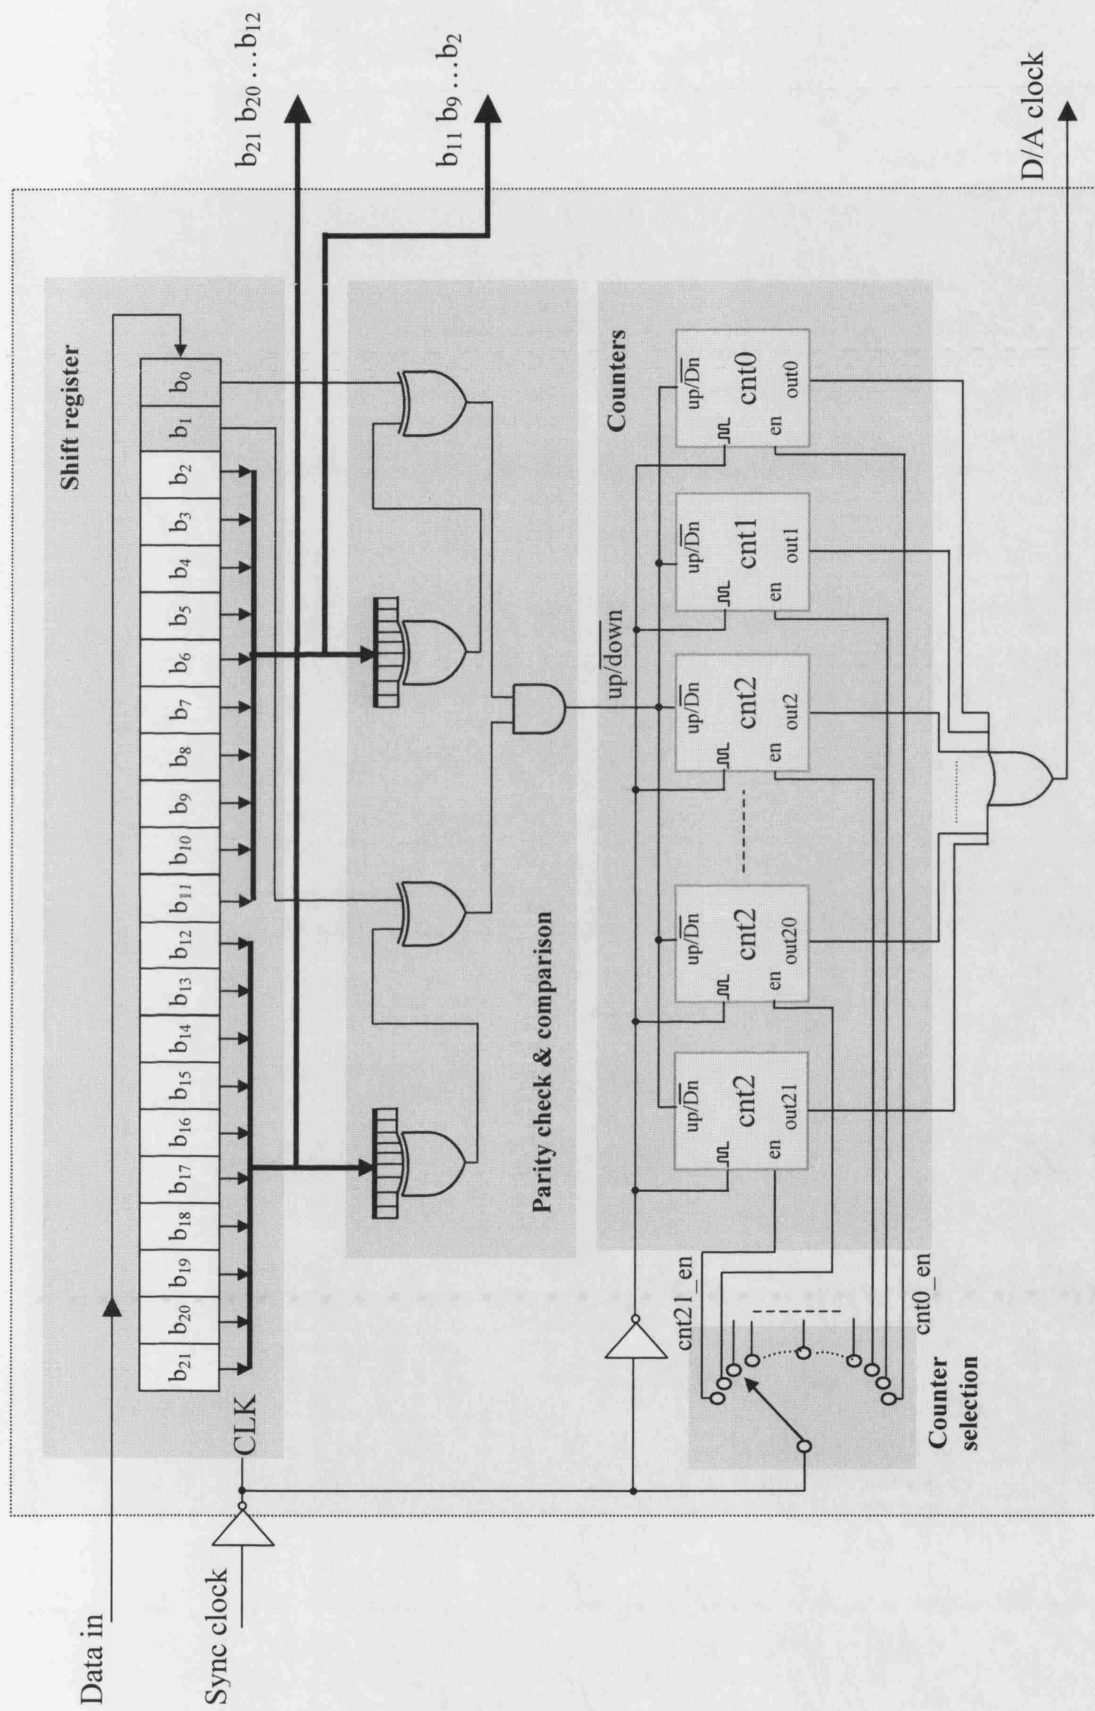 Data in
Sync clock
CLK
Shift register
b21
b20
b19
b18
b17
b16
b15
b14
b13
b12
b11
b10
b9
b8
b7
b6
b5
b4
b3
b2
b1
b0
b21 b20 ...b12
b11 b9 ...b2
Parity check & comparison
up/down
Counters
up/Dn
cnt2
en
out21
up/Dn
cnt2
en
out20
up/Dn
cnt2
en
out2
up/Dn
cnt1
en
out1
up/Dn
cnt0
en
out0
cnt21_en
cnt0_en
Counter
selection
D/A clock